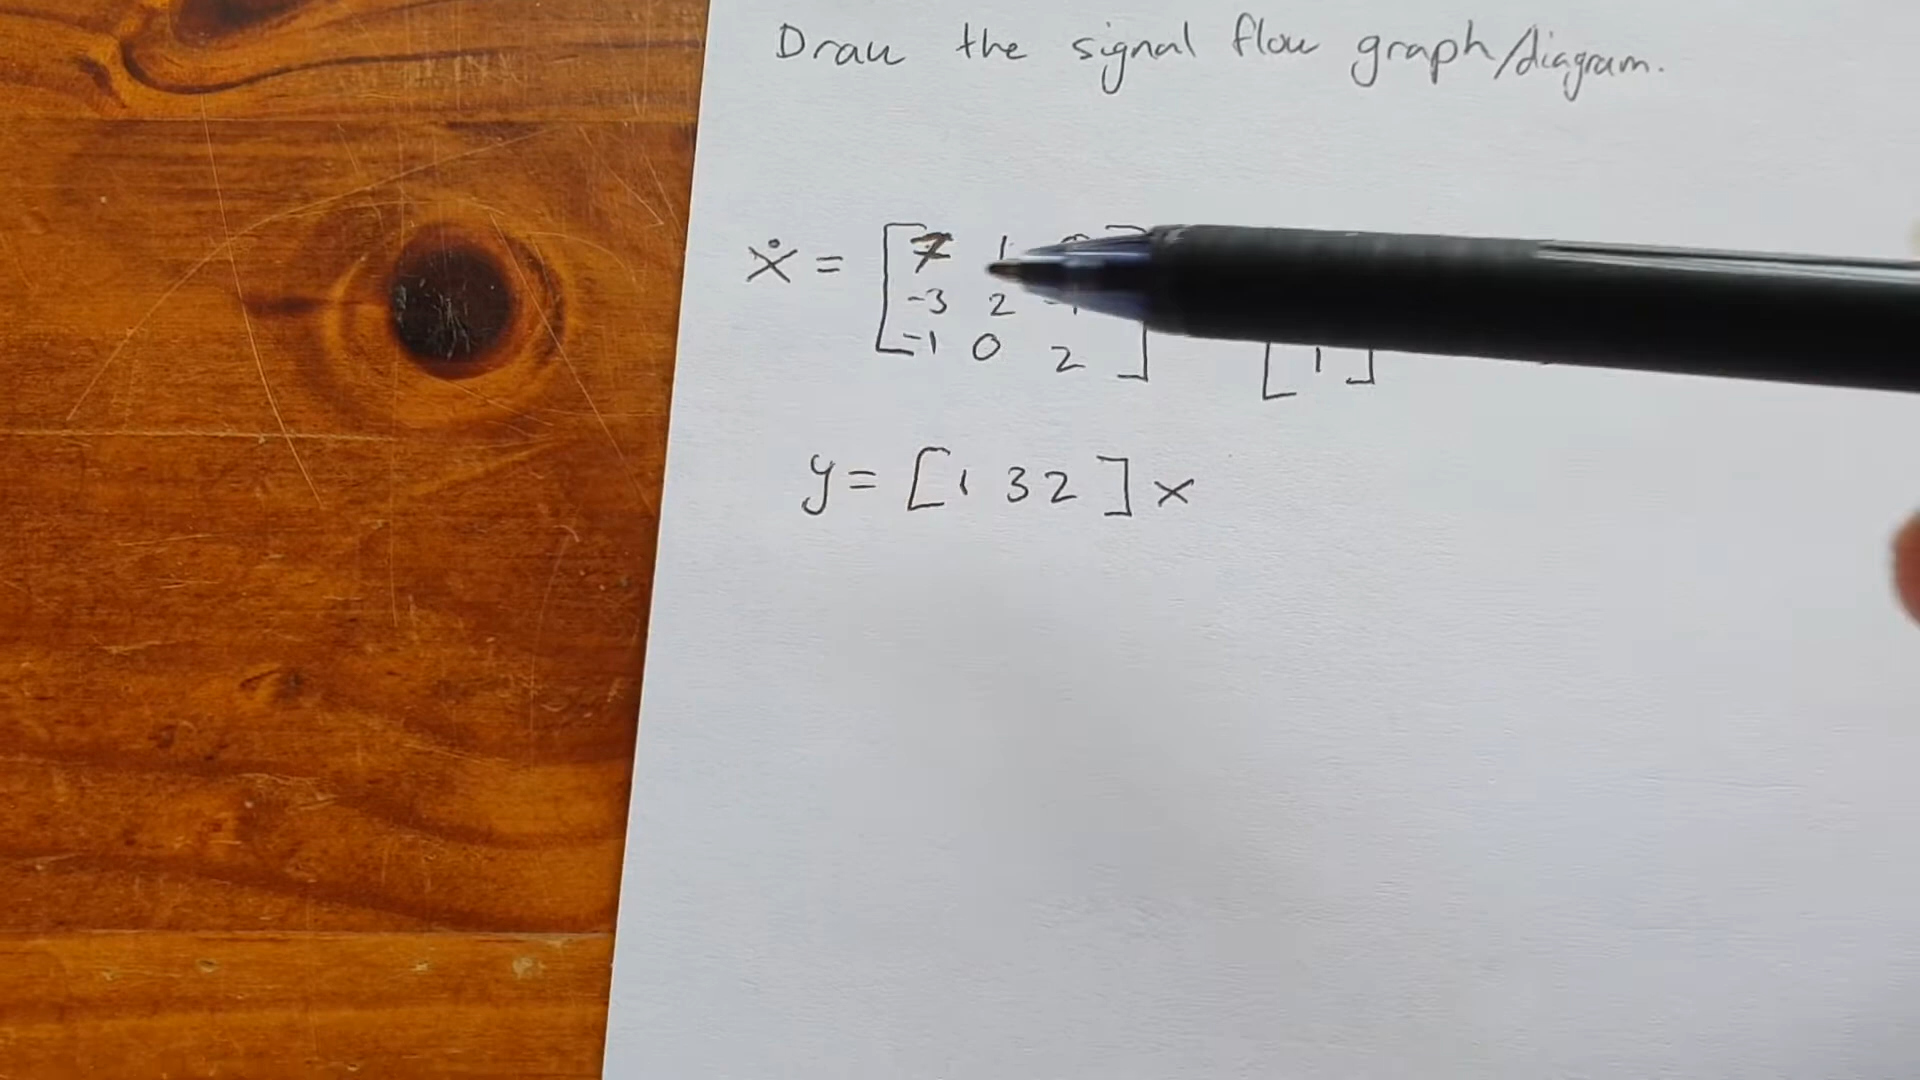 Draw the signal flow graph/diagram.
ẋ = [ 7 1
-3 2
-1 0 2 ] [ 1 ]
y = [ 1 3 2 ] x